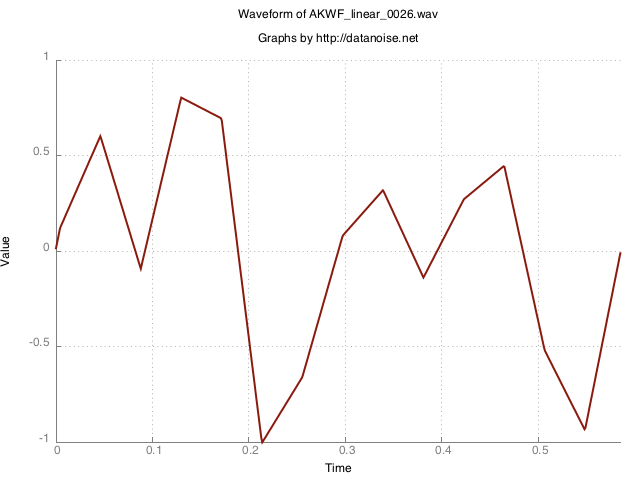 Waveform of AKWF_linear_0026.wav
Graphs by http://datanoise.net
1
0.5
0
-0.5
-1
Value
0 0.1 0.2 0.3 0.4 0.5
Time